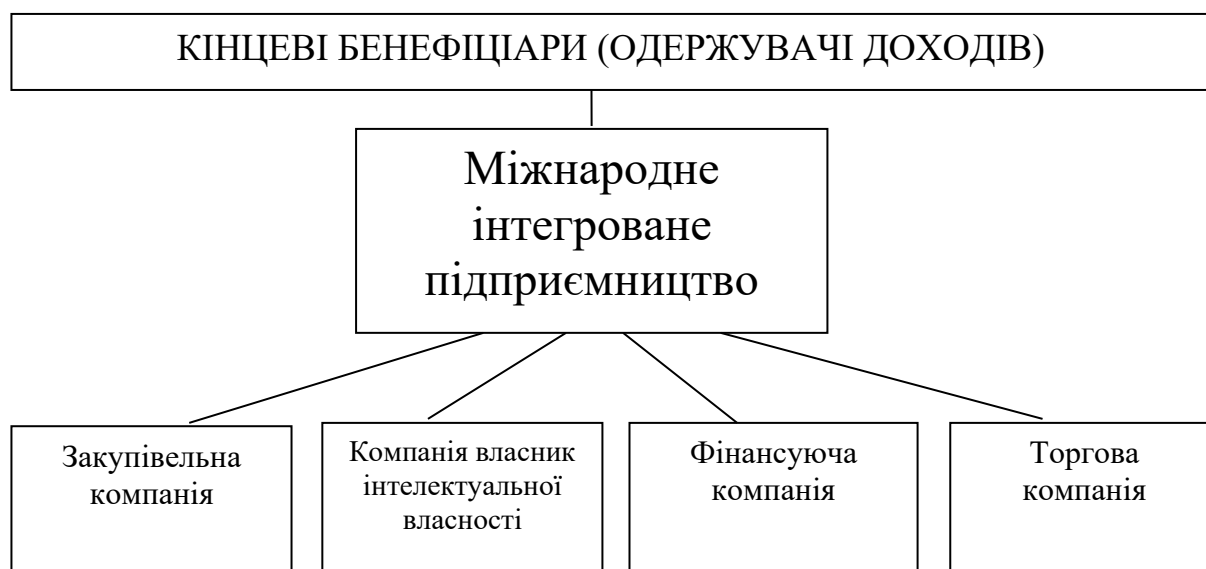 КІНЦЕВІ БЕНЕФІЦІАРИ (ОДЕРЖУВАЧІ ДОХОДІВ)
Міжнародне
інтегроване
підприємництво
Закупівельна
компанія
Компанія власник
інтелектуальної
власності
Фінансуюча
компанія
Торгова
компанія